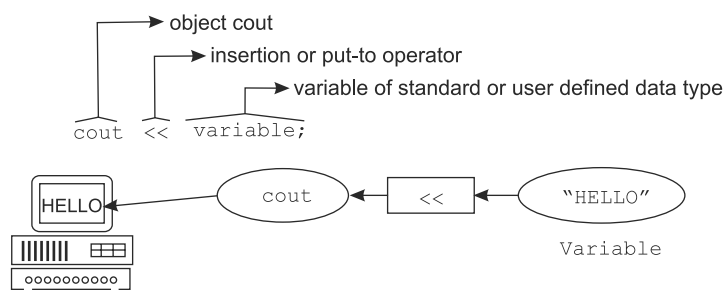 object cout
insertion or put-to operator
variable of standard or user defined data type
cout << variable;
HELLO cout << “HELLO”
Variable